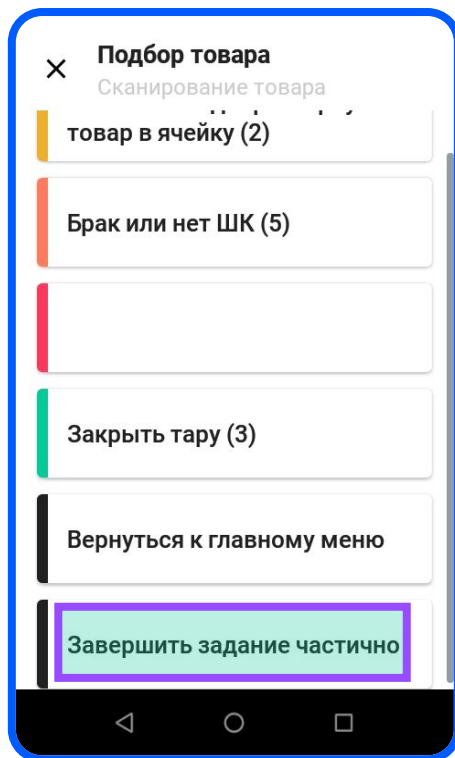 Подбор товара
Сканирование товара
товар в ячейку (2)
Брак или нет ШК (5)
Закрыть тару (3)
Вернуться к главному меню
Завершить задание частично